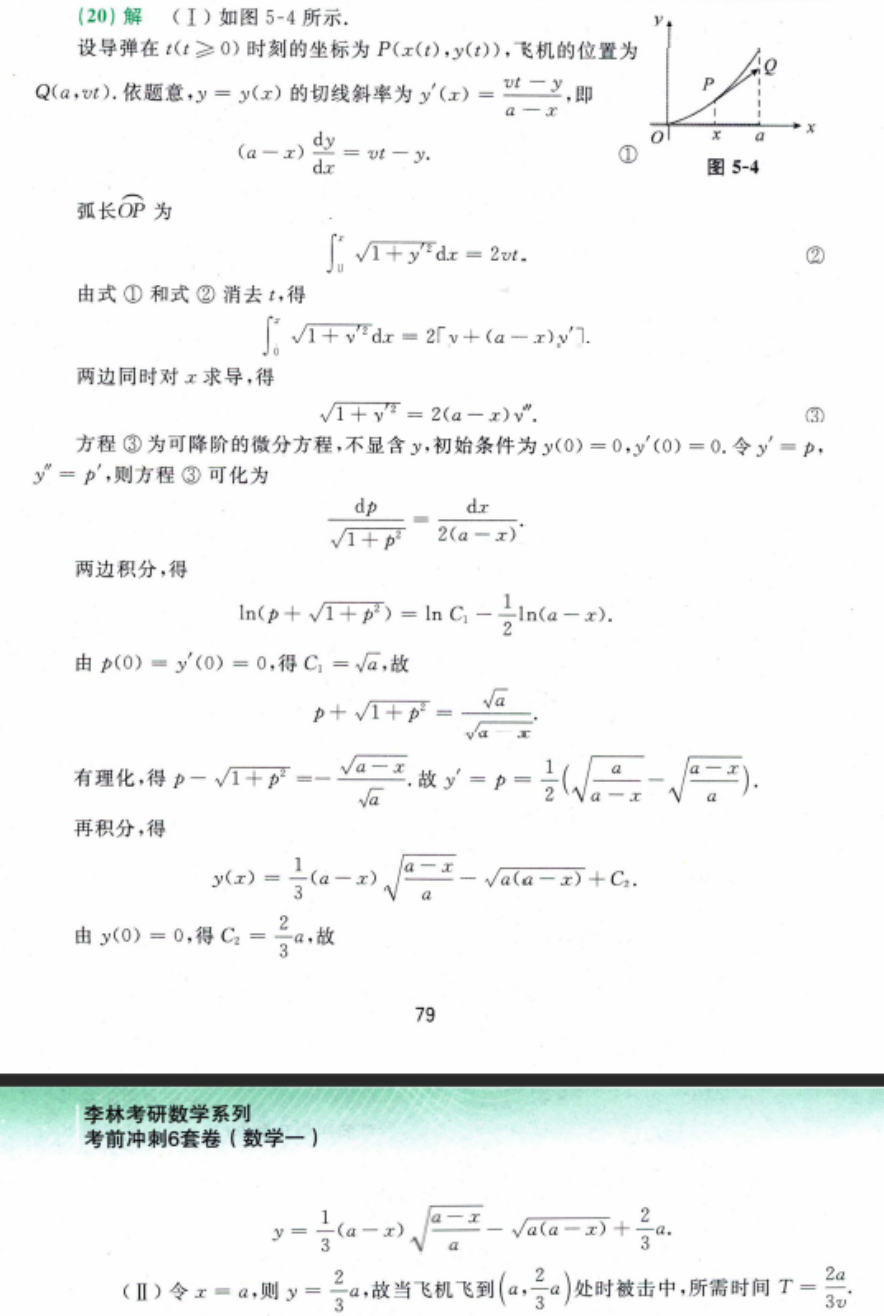 (20) 解 (Ⅰ)如图 5-4 所示.
设导弹在 t(t⩾0) 时刻的坐标为 P(x(t),y(t)),飞机的位置为
Q(a,vt).依题意,y = y(x) 的切线斜率为 y′(x) = \frac{vt-y}{a-x},即
(a-x)\frac{dy}{dx} = vt-y. ①
y
Q
P
O x a x
图 5-4
弧长\overset{\frown}{OP} 为
\int_0^x \sqrt{1+y'^2}dx = 2vt. ②
由式 ① 和式 ② 消去 t,得
\int_0^x \sqrt{1+y'^2}dx = 2[y+(a-x)y′].
两边同时对 x 求导,得
\sqrt{1+y'^2} = 2(a-x)y″. ③
方程 ③ 为可降阶的微分方程,不显含 y,初始条件为 y(0) = 0,y′(0) = 0.令 y′ = p,
y″ = p′,则方程 ③ 可化为
\frac{dp}{\sqrt{1+p^2}} = \frac{dx}{2(a-x)}.
两边积分,得
ln(p+\sqrt{1+p^2}) = ln C_1 - \frac{1}{2}ln(a-x).
由 p(0) = y′(0) = 0,得 C_1 = \sqrt{a},故
p+\sqrt{1+p^2} = \frac{\sqrt{a}}{\sqrt{a-x}}.
有理化,得 p-\sqrt{1+p^2} = -\frac{\sqrt{a-x}}{\sqrt{a}}.故 y′ = p = \frac{1}{2}(\sqrt{\frac{a}{a-x}} - \sqrt{\frac{a-x}{a}}).
再积分,得
y(x) = \frac{1}{3}(a-x)\sqrt{\frac{a-x}{a}} - \sqrt{a(a-x)} + C_2.
由 y(0) = 0,得 C_2 = \frac{2}{3}a,故
79
李林考研数学系列
考前冲刺6套卷(数学一)
y = \frac{1}{3}(a-x)\sqrt{\frac{a-x}{a}} - \sqrt{a(a-x)} + \frac{2}{3}a.
(Ⅱ)令 x = a,则 y = \frac{2}{3}a,故当飞机飞到(a,\frac{2}{3}a)处时被击中,所需时间 T = \frac{2a}{3v}.